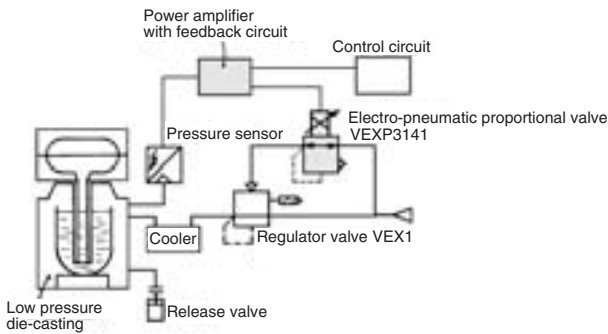 Power amplifier
with feedback circuit
Control circuit
Electro-pneumatic proportional valve
VEXP3141
Pressure sensor
Cooler
Regulator valve VEX1
Low pressure
die-casting
Release valve